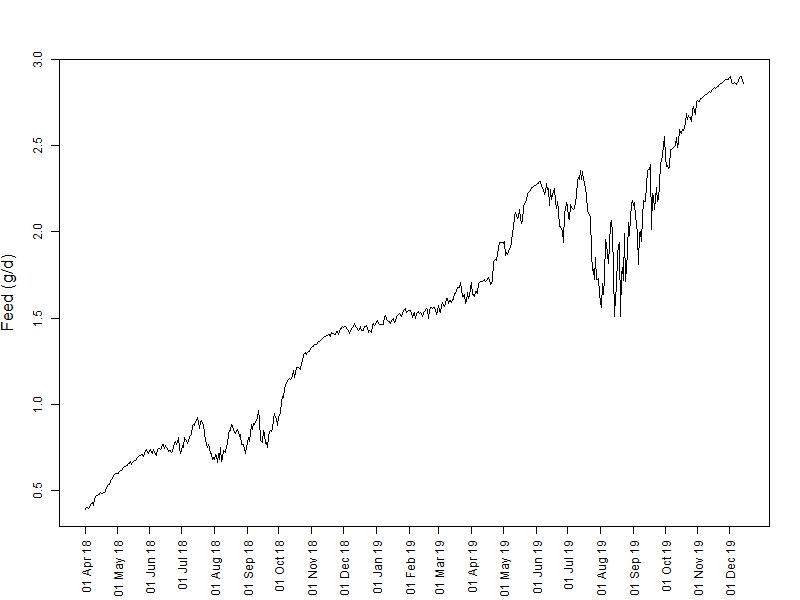 Feed (g/d)
3.0
2.5
2.0
1.5
1.0
0.5
01 Apr 18
01 May 18
01 Jun 18
01 Jul 18
01 Aug 18
01 Sep 18
01 Oct 18
01 Nov 18
01 Dec 18
01 Jan 19
01 Feb 19
01 Mar 19
01 Apr 19
01 May 19
01 Jun 19
01 Jul 19
01 Aug 19
01 Sep 19
01 Oct 19
01 Nov 19
01 Dec 19